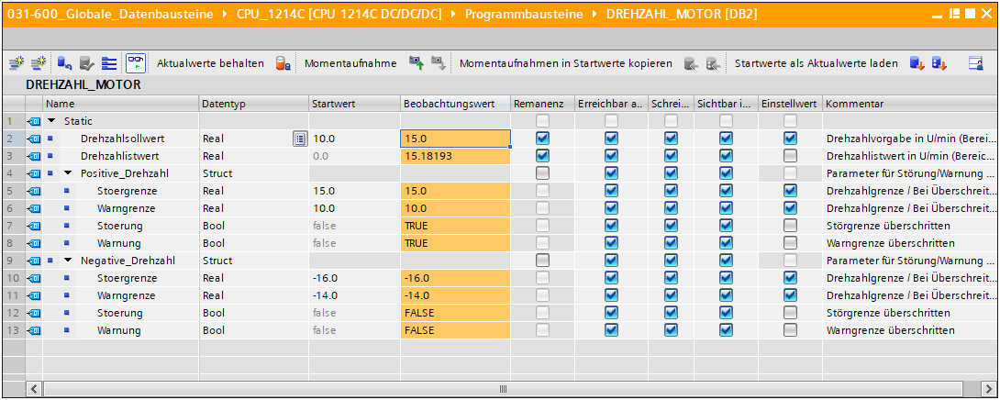 031-600_Globale_Datenbausteine ▸ CPU_1214C [CPU 1214C DC/DC/DC] ▸ Programmbausteine ▸ DREHZAHL_MOTOR [DB2]
Aktualwerte behalten Momentaufnahme Momentaufnahmen in Startwerte kopieren Startwerte als Aktualwerte laden
DREHZAHL_MOTOR
Name Datentyp Startwert Beobachtungswert Remanenz Erreichbar a.. Schrei... Sichtbar i... Einstellwert Kommentar
1 Static
2 Drehzahlsollwert Real 10.0 15.0 Drehzahlvorgabe in U/min (Berei...
3 Drehzahlistwert Real 0.0 15.18193 Drehzahlistwert in U/min (Bereic...
4 Positive_Drehzahl Struct Parameter für Störung/Warnung ...
5 Stoergrenze Real 15.0 15.0 Drehzahlgrenze / Bei Überschreit...
6 Warngrenze Real 10.0 10.0 Drehzahlgrenze / Bei Überschreit...
7 Stoerung Bool false TRUE Störgrenze überschritten
8 Warnung Bool false TRUE Warngrenze überschritten
9 Negative_Drehzahl Struct Parameter für Störung/Warnung ...
10 Stoergrenze Real -16.0 -16.0 Drehzahlgrenze / Bei Überschreit...
11 Warngrenze Real -14.0 -14.0 Drehzahlgrenze / Bei Überschreit...
12 Stoerung Bool false FALSE Störgrenze überschritten
13 Warnung Bool false FALSE Warngrenze überschritten